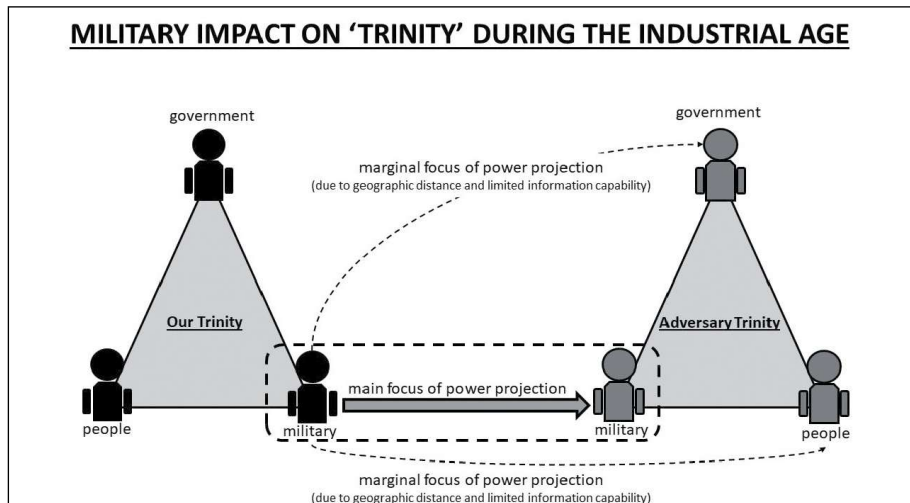 MILITARY IMPACT ON ‘TRINITY’ DURING THE INDUSTRIAL AGE
government
government
marginal focus of power projection
(due to geographic distance and limited information capability)
Our Trinity
Adversary Trinity
main focus of power projection
people
military
military
people
marginal focus of power projection
(due to geographic distance and limited information capability)